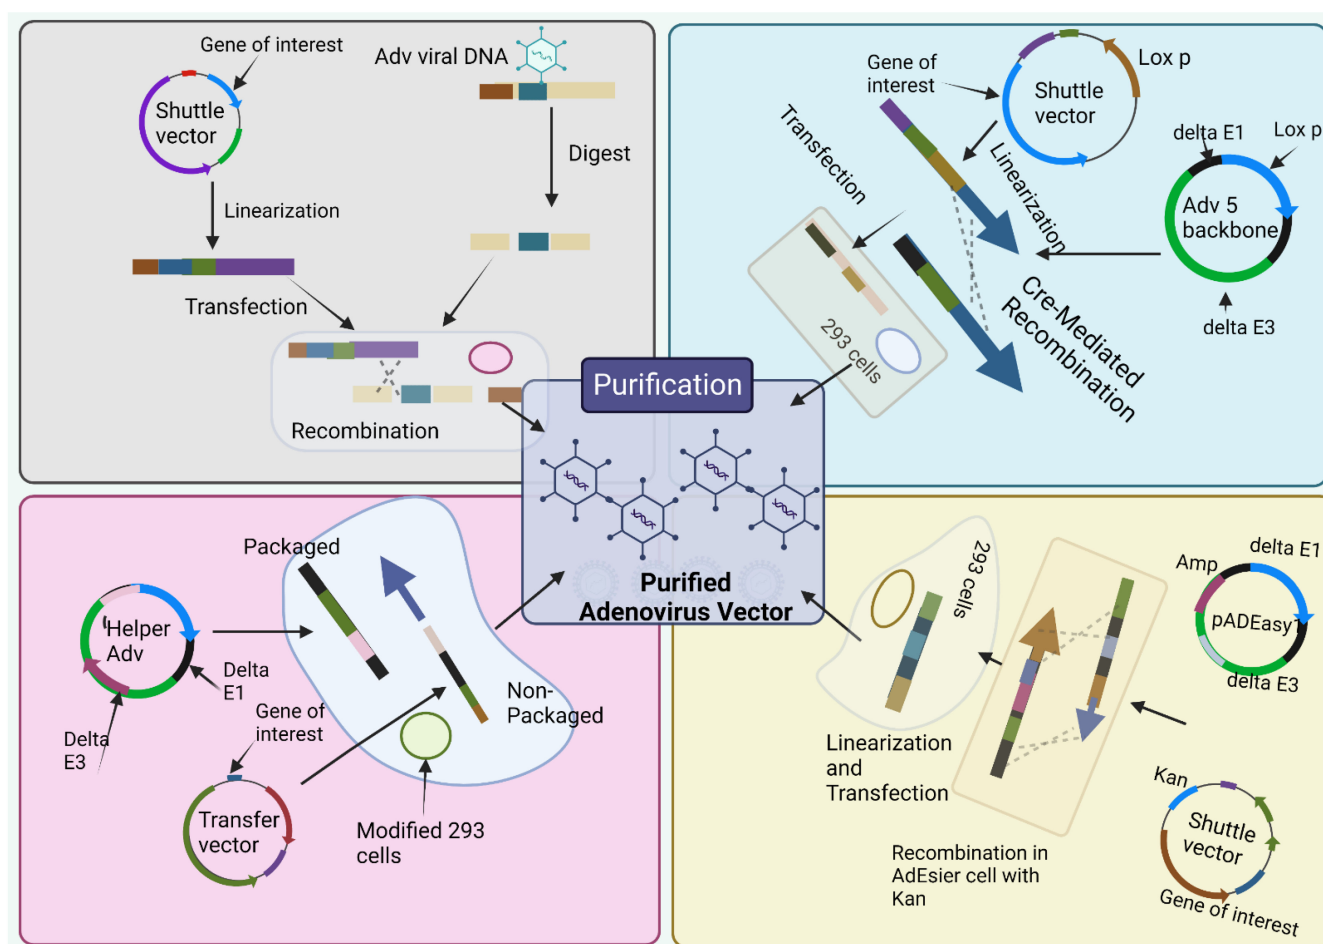 Gene of interest
Shuttle
vector
Adv viral DNA
Digest
Linearization
Transfection
Recombination
Gene of
interest
Shuttle
vector
Lox p
Transfection
Linearization
delta E1
Lox p
Adv 5
backbone
delta E3
Cre-Mediated
Recombination
293 cells
Purification
Purified
Adenovirus Vector
Packaged
Helper
Adv
Delta
E1
Delta
E3
Gene of
interest
Transfer
vector
Non-
Packaged
Modified 293
cells
293 cells
Linearization
and
Transfection
delta E1
Amp
pADEasy1
delta E3
Kan
Shuttle
vector
Gene of interest
Recombination in
AdEsier cell with
Kan